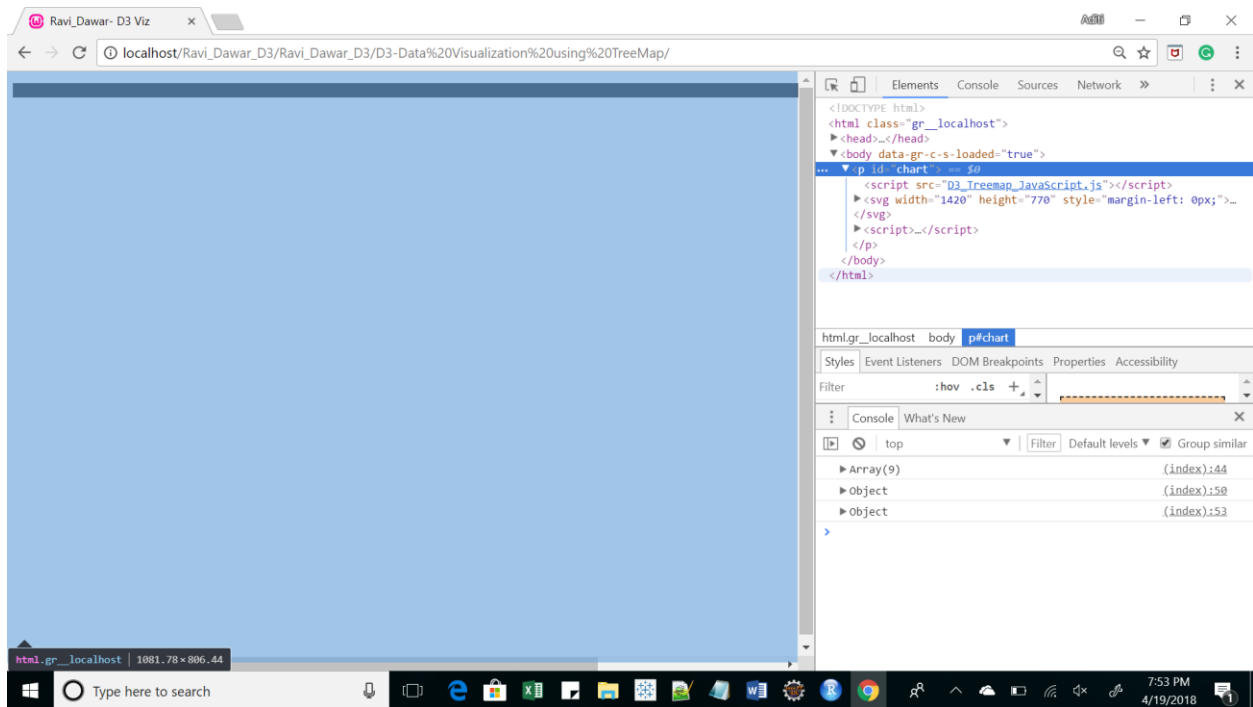 Ravi_Dawar- D3 Viz
Aditi
localhost/Ravi_Dawar_D3/Ravi_Dawar_D3/D3-Data%20Visualization%20using%20TreeMap/
Elements Console Sources Network »
<!DOCTYPE html>
<html class="gr__localhost">
▶<head>…</head>
▼<body data-gr-c-s-loaded="true">
… ▼<p id="chart"> == $0
<script src="D3_Treemap_JavaScript.js"></script>
▶<svg width="1420" height="770" style="margin-left: 0px;">…
</svg>
▶<script>…</script>
</p>
</body>
</html>
html.gr__localhost body p#chart
Styles Event Listeners DOM Breakpoints Properties Accessibility
Filter :hov .cls +
Console What's New
top ▼ Filter Default levels ▼ Group similar
▶Array(9) (index):44
▶Object (index):50
▶Object (index):53
>
html.gr__localhost | 1081.78×806.44
Type here to search
7:53 PM
4/19/2018
1